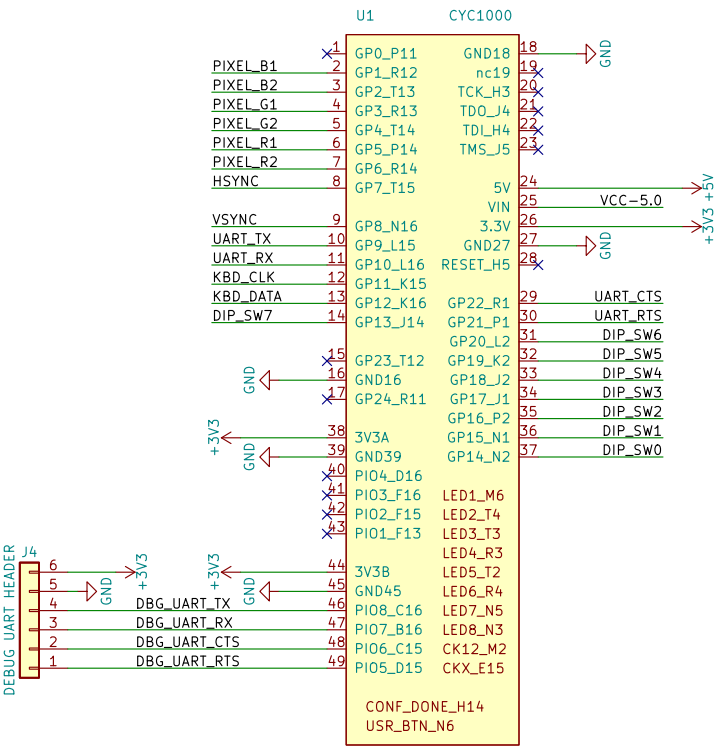 U1 CYC1000
1 GP0_P11 GND18 18 GND
PIXEL_B1 2 GP1_R12 nc19 19
PIXEL_B2 3 GP2_T13 TCK_H3 20
PIXEL_G1 4 GP3_R13 TDO_J4 21
PIXEL_G2 5 GP4_T14 TDI_H4 22
PIXEL_R1 6 GP5_P14 TMS_J5 23
PIXEL_R2 7 GP6_R14
HSYNC 8 GP7_T15 5V 24 +5V
VIN 25 VCC-5.0
VSYNC 9 GP8_N16 3.3V 26 +3V3
UART_TX 10 GP9_L15 GND27 27 GND
UART_RX 11 GP10_L16 RESET_H5 28
KBD_CLK 12 GP11_K15
KBD_DATA 13 GP12_K16 GP22_R1 29 UART_CTS
DIP_SW7 14 GP13_J14 GP21_P1 30 UART_RTS
GP20_L2 31 DIP_SW6
15 GP23_T12 GP19_K2 32 DIP_SW5
GND 16 GND16 GP18_J2 33 DIP_SW4
17 GP24_R11 GP17_J1 34 DIP_SW3
GP16_P2 35 DIP_SW2
+3V3 38 3V3A GP15_N1 36 DIP_SW1
GND 39 GND39 GP14_N2 37 DIP_SW0
40 PIO4_D16
41 PIO3_F16 LED1_M6
42 PIO2_F15 LED2_T4
43 PIO1_F13 LED3_T3
J4 LED4_R3
6 +3V3 +3V3 44 3V3B LED5_T2
5 GND GND 45 GND45 LED6_R4
4 DBG_UART_TX 46 PIO8_C16 LED7_N5
3 DBG_UART_RX 47 PIO7_B16 LED8_N3
2 DBG_UART_CTS 48 PIO6_C15 CK12_M2
1 DBG_UART_RTS 49 PIO5_D15 CKX_E15
DEBUG UART HEADER
CONF_DONE_H14
USR_BTN_N6